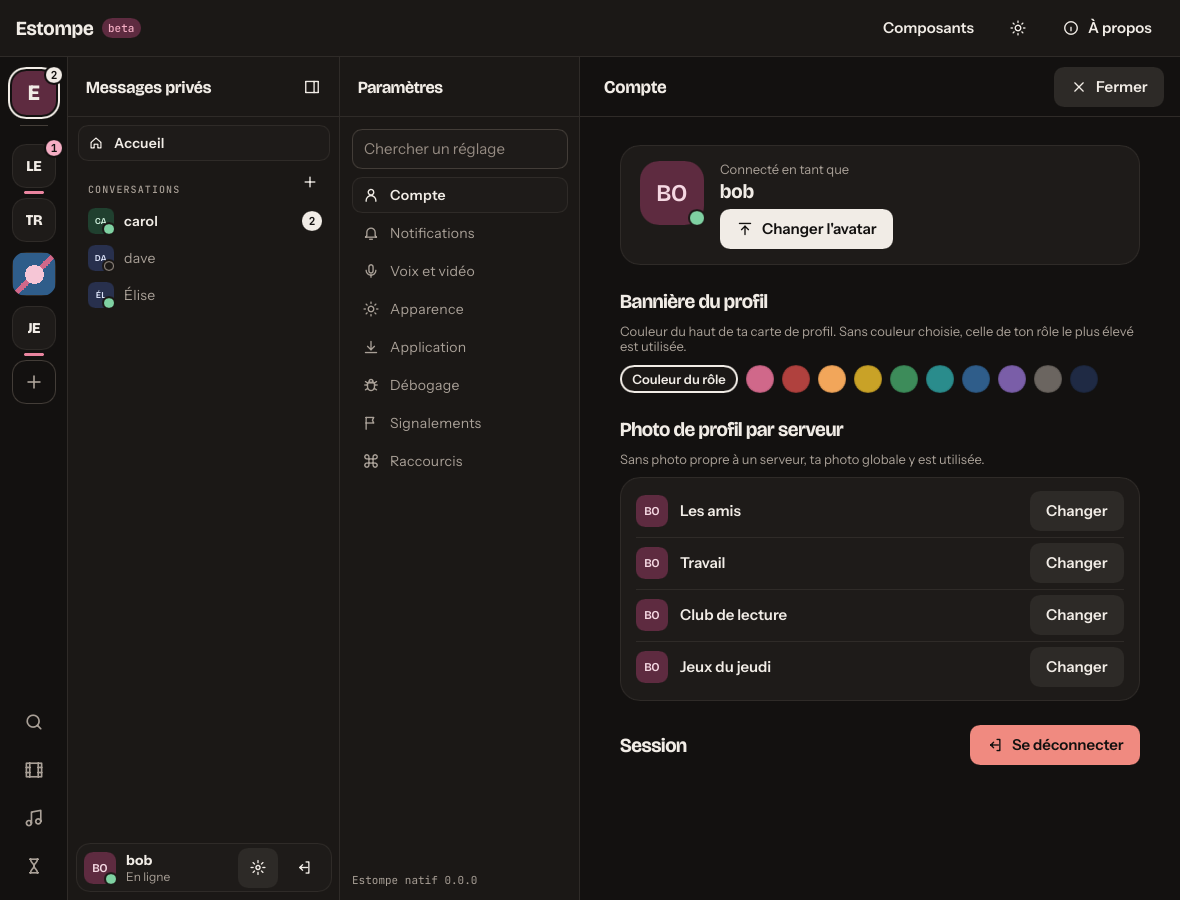 Estompe beta
Composants
À propos
E
2
LE
1
TR
JE
Messages privés
Accueil
CONVERSATIONS
CA
carol
2
DA
dave
ÉL
Élise
BO
bob
En ligne
Paramètres
Chercher un réglage
Compte
Notifications
Voix et vidéo
Apparence
Application
Débogage
Signalements
Raccourcis
Estompe natif 0.0.0
Compte
Fermer
BO
Connecté en tant que
bob
Changer l'avatar
Bannière du profil
Couleur du haut de ta carte de profil. Sans couleur choisie, celle de ton rôle le plus élevé
est utilisée.
Couleur du rôle
Photo de profil par serveur
Sans photo propre à un serveur, ta photo globale y est utilisée.
BO Les amis Changer
BO Travail Changer
BO Club de lecture Changer
BO Jeux du jeudi Changer
Session
Se déconnecter